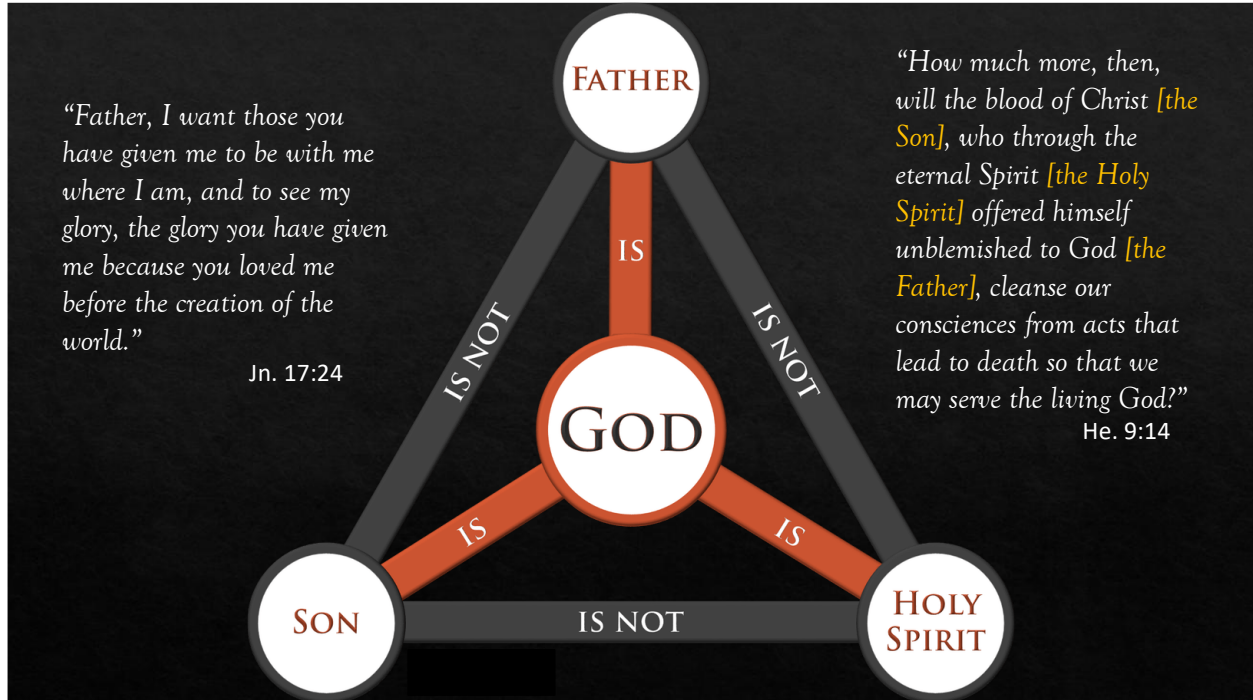 “Father, I want those you
have given me to be with me
where I am, and to see my
glory, the glory you have given
me because you loved me
before the creation of the
world.”
Jn. 17:24
FATHER
IS
IS NOT
IS NOT
GOD
IS
IS
SON
IS NOT
HOLY
SPIRIT
“How much more, then,
will the blood of Christ [the
Son], who through the
eternal Spirit [the Holy
Spirit] offered himself
unblemished to God [the
Father], cleanse our
consciences from acts that
lead to death so that we
may serve the living God?”
He. 9:14